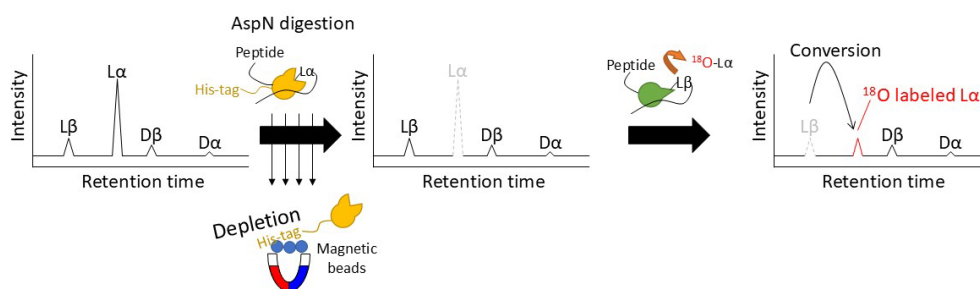 AspN digestion
Peptide
Lα
His-tag
Intensity
Lβ
Lα
Dβ
Dα
Retention time
Depletion
His-tag
Magnetic
beads
Intensity
Lβ
Lα
Dβ
Dα
Retention time
Peptide
Lβ
18O-Lα
Conversion
Intensity
Lβ
18O labeled Lα
Dβ
Dα
Retention time